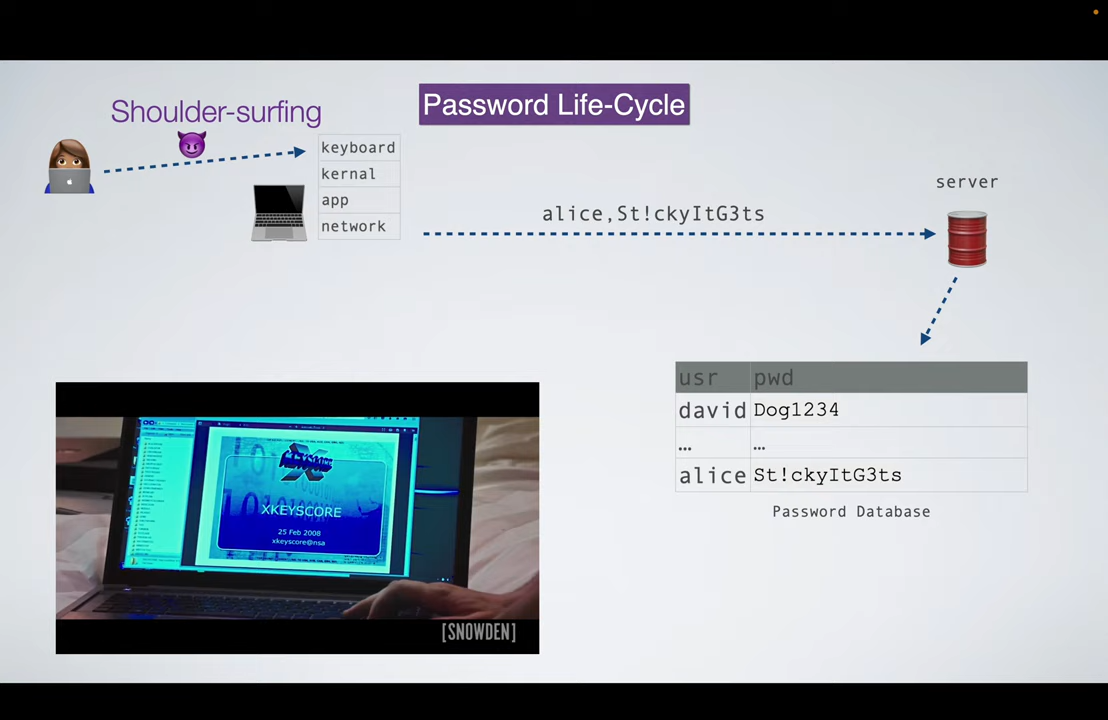 Password Life-Cycle
Shoulder-surfing
keyboard
kernal
app
network
alice,St!ckyItG3ts
server
usr pwd
david Dog1234
… …
alice St!ckyItG3ts
Password Database
XKEYSCORE
25 Feb 2008
xkeyscore@nsa
[SNOWDEN]